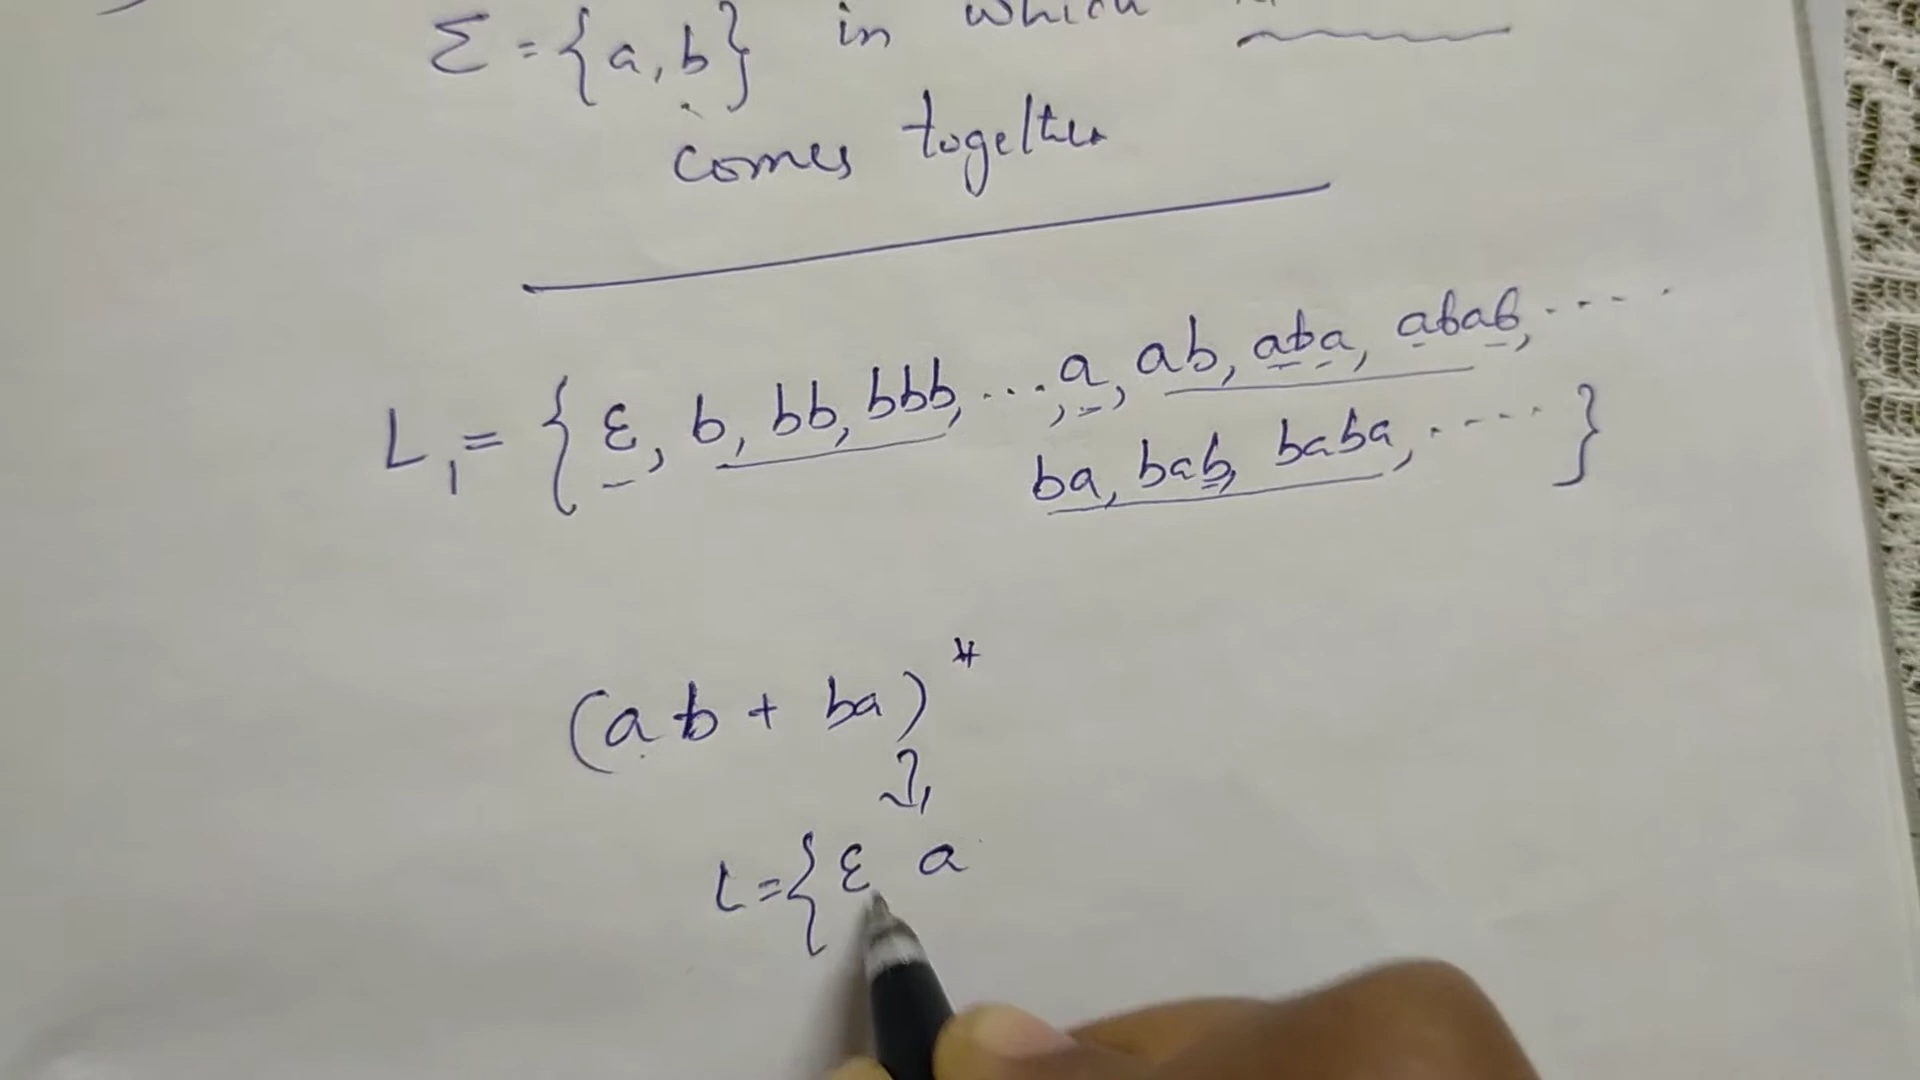 Σ = {a, b} in which
comes together
L₁ = { ε, b, bb, bbb, ..., a, ab, aba, abab, ....
ba, bab, baba, .... }
(ab + ba)*
L = { ε a